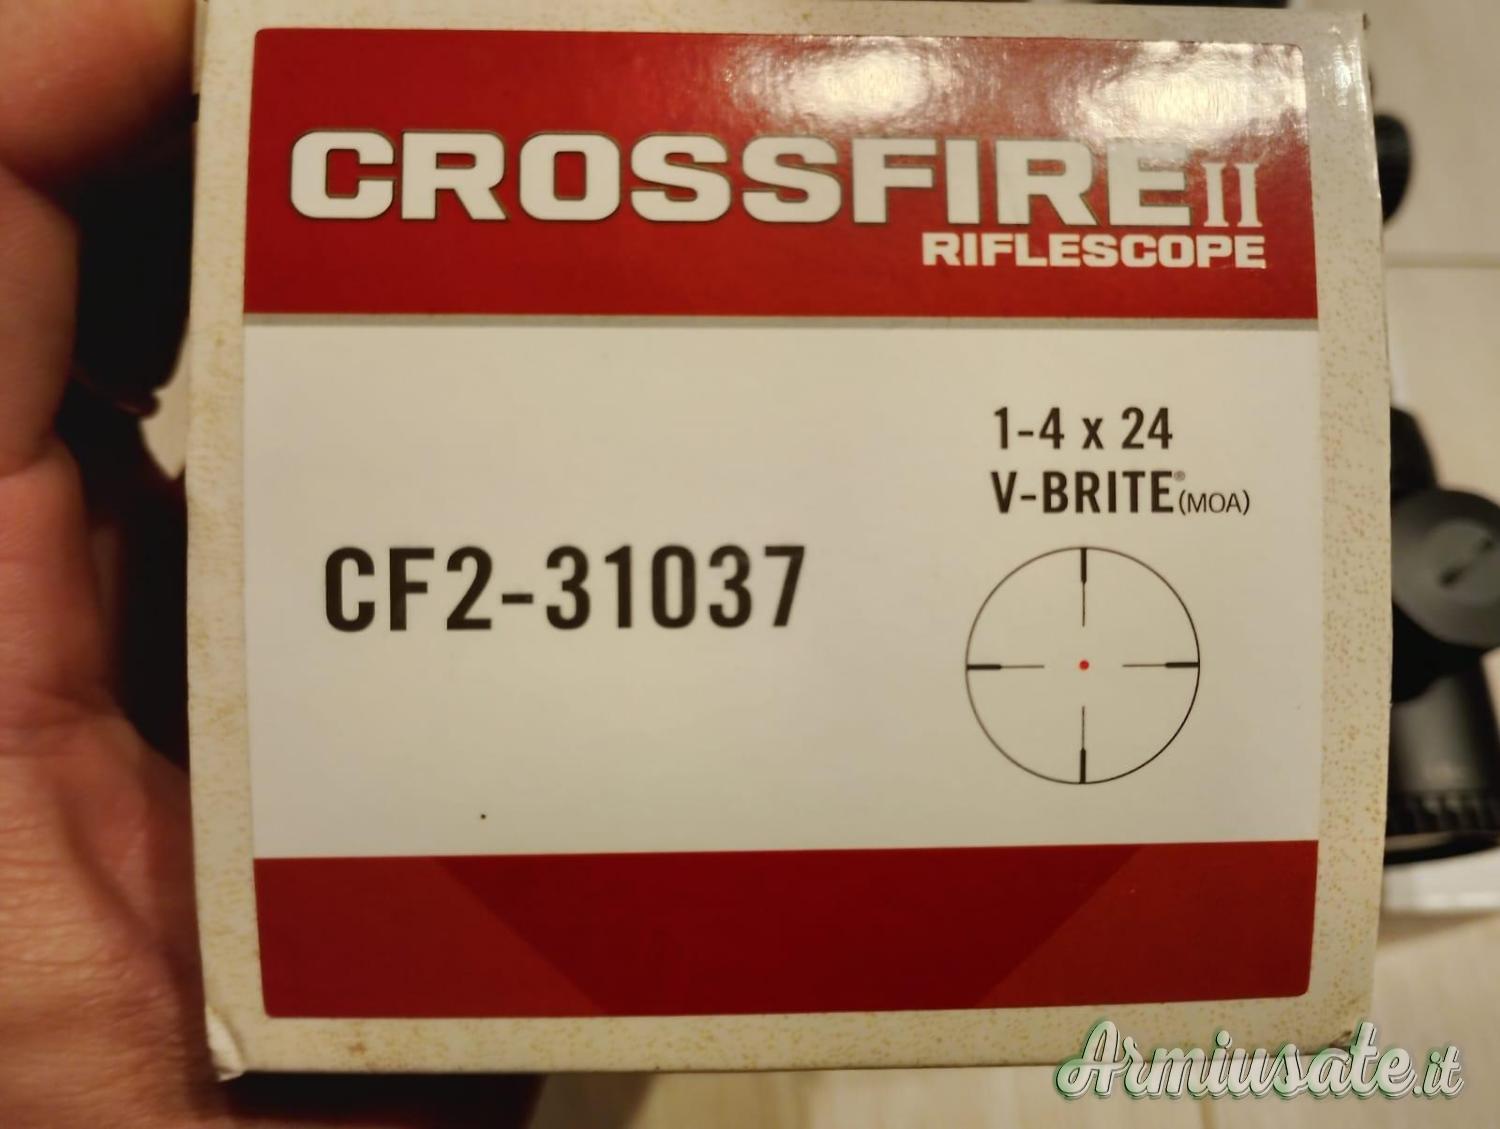 CROSSFIRE II
RIFLESCOPE
1-4 x 24
V-BRITE® (MOA)
CF2-31037
Armiusate.it